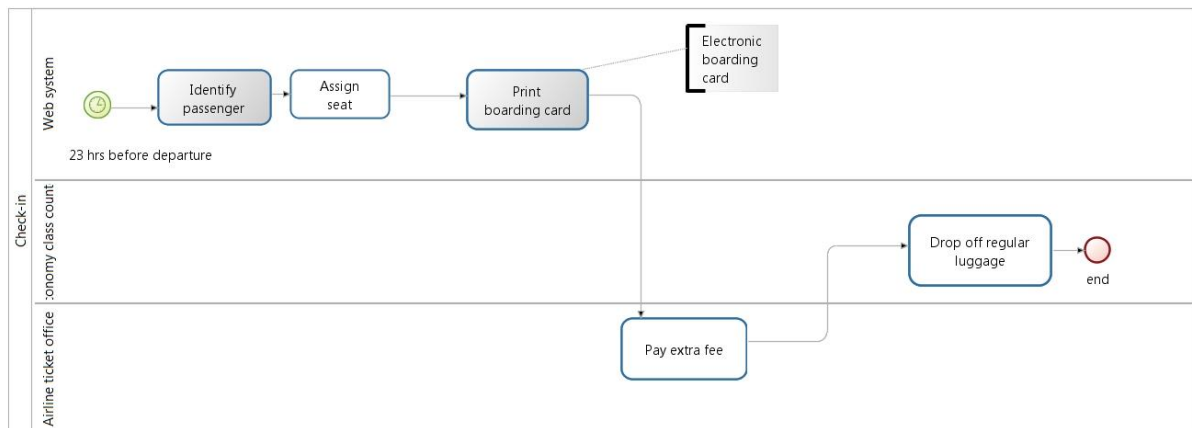 Check-in
Web system
23 hrs before departure
Identify
passenger
Assign
seat
Print
boarding card
Electronic
boarding
card
conomy class count
Drop off regular
luggage
end
Airline ticket office
Pay extra fee